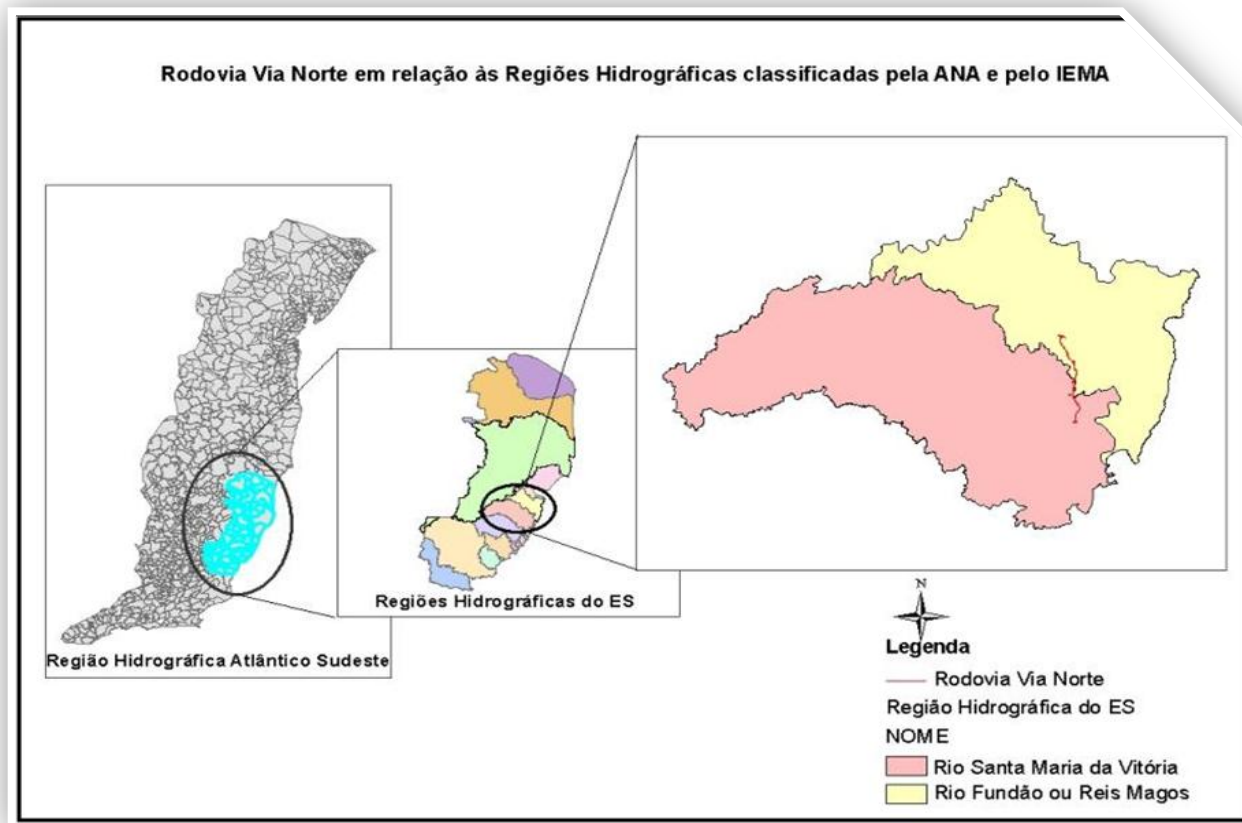 Rodovia Via Norte em relação às Regiões Hidrográficas classificadas pela ANA e pelo IEMA
Região Hidrográfica Atlântico Sudeste
Regiões Hidrográficas do ES
N
Legenda
Rodovia Via Norte
Região Hidrográfica do ES
NOME
Rio Santa Maria da Vitória
Rio Fundão ou Reis Magos